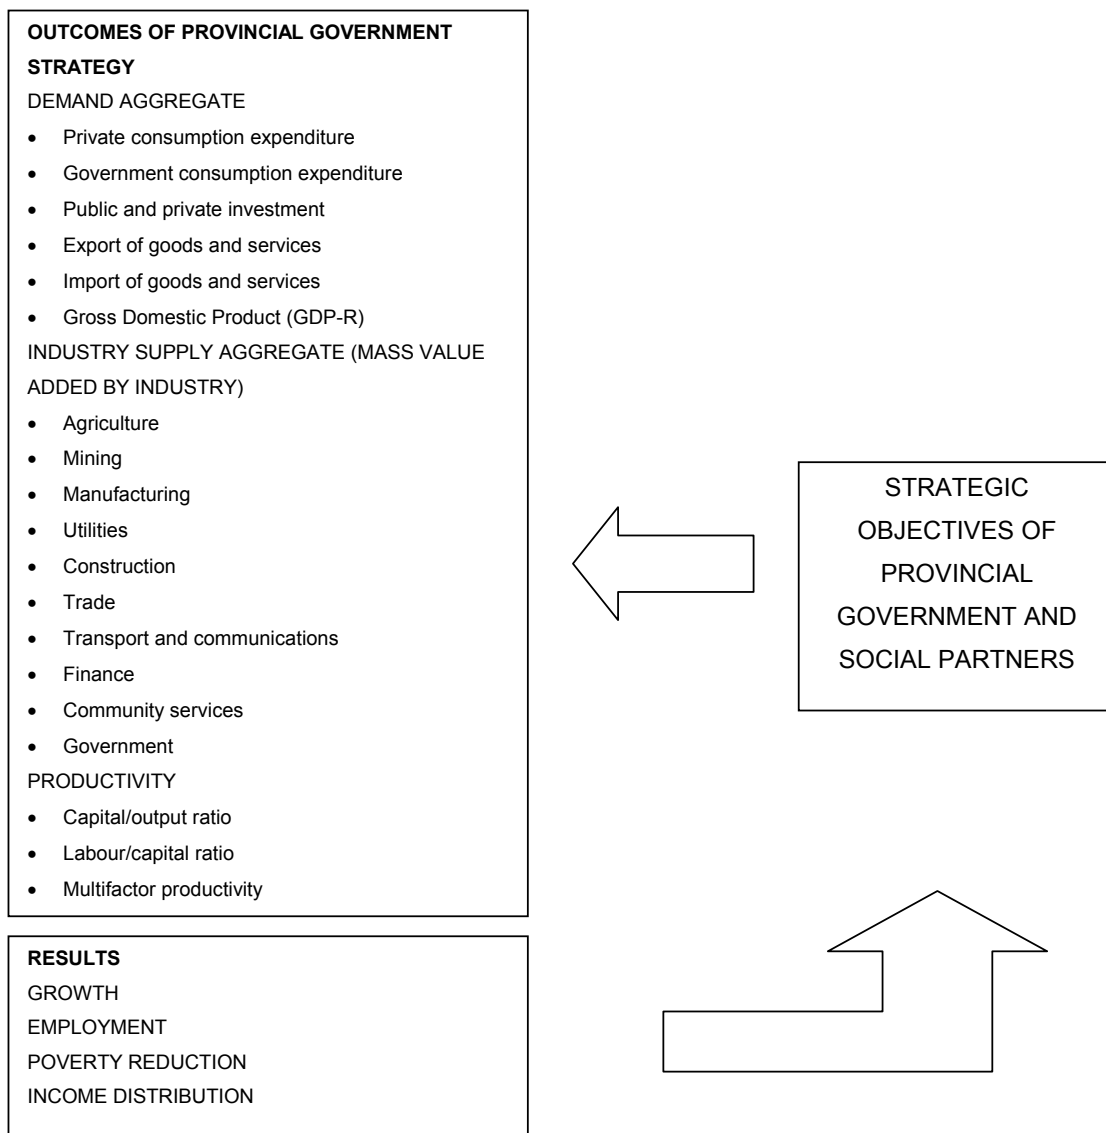 OUTCOMES OF PROVINCIAL GOVERNMENT
STRATEGY
DEMAND AGGREGATE
• Private consumption expenditure
• Government consumption expenditure
• Public and private investment
• Export of goods and services
• Import of goods and services
• Gross Domestic Product (GDP-R)
INDUSTRY SUPPLY AGGREGATE (MASS VALUE
ADDED BY INDUSTRY)
• Agriculture
• Mining
• Manufacturing
• Utilities
• Construction
• Trade
• Transport and communications
• Finance
• Community services
• Government
PRODUCTIVITY
• Capital/output ratio
• Labour/capital ratio
• Multifactor productivity
RESULTS
GROWTH
EMPLOYMENT
POVERTY REDUCTION
INCOME DISTRIBUTION
STRATEGIC
OBJECTIVES OF
PROVINCIAL
GOVERNMENT AND
SOCIAL PARTNERS